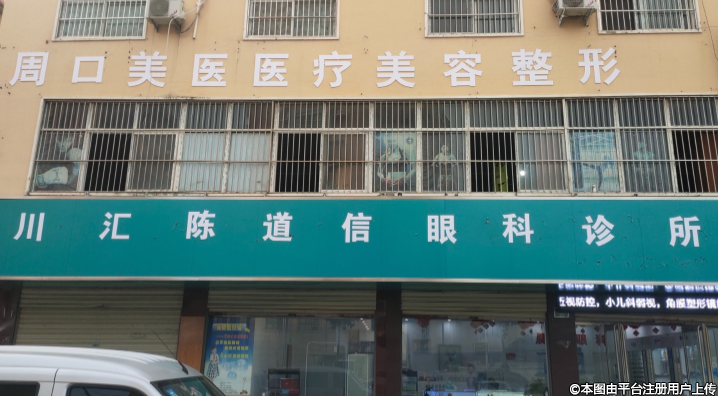 周口美医医疗美容整形
川汇陈道信眼科诊所
近视防控，小儿斜弱视，角膜塑形镜
©本图由平台注册用户上传